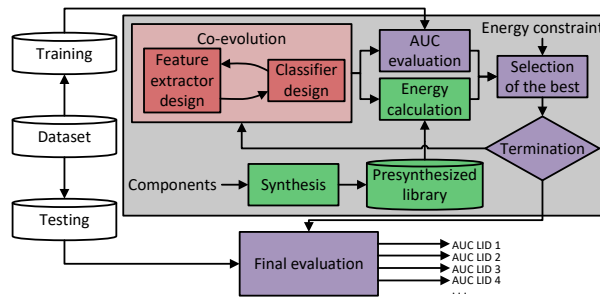 Training
Dataset
Testing
Co-evolution
Feature
extractor
design
Classifier
design
AUC
evaluation
Energy
calculation
Energy constraint
Selection
of the best
Termination
Components
Synthesis
Presynthesized
library
Final evaluation
AUC LID 1
AUC LID 2
AUC LID 3
AUC LID 4
...